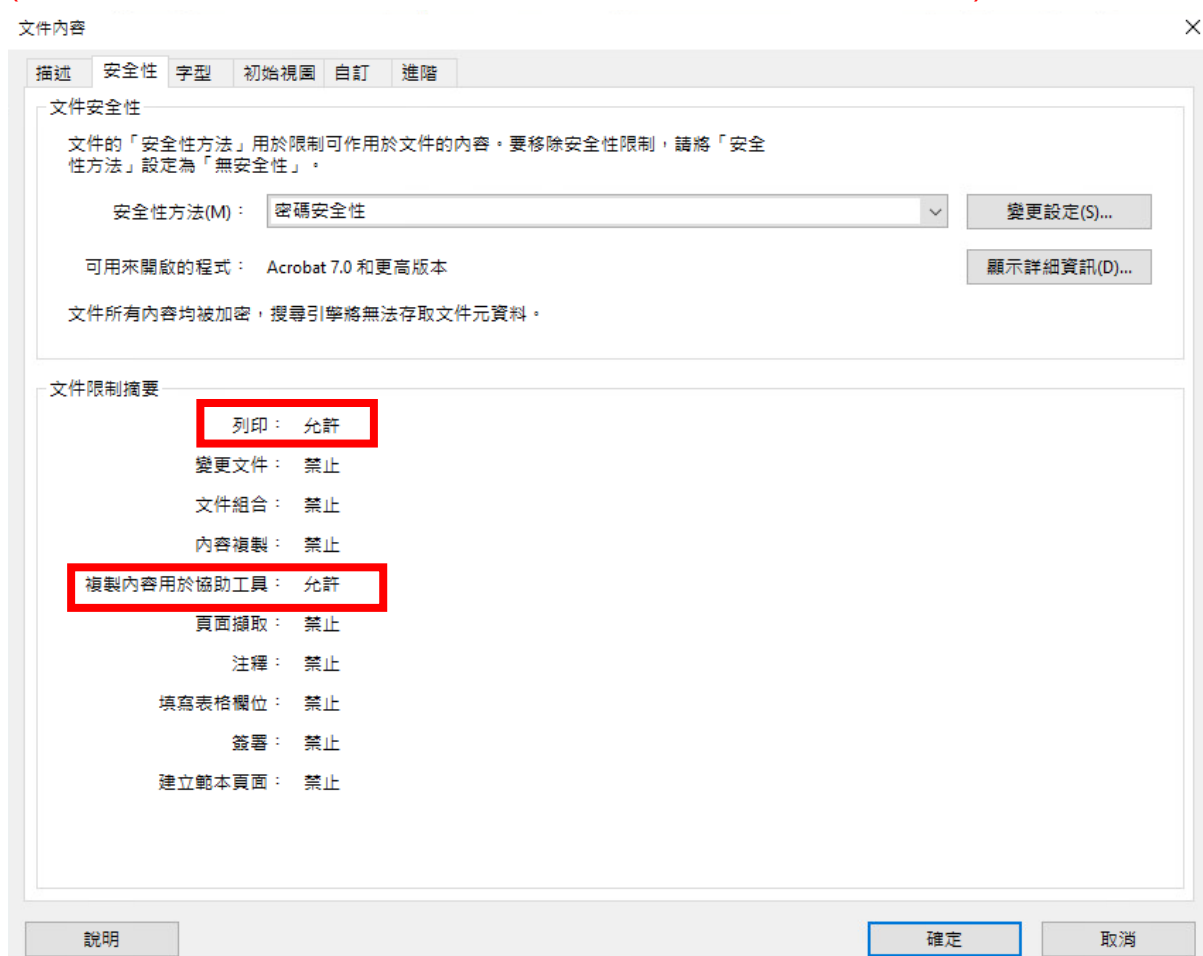 文件內容
描述 安全性 字型 初始視圖 自訂 進階
文件安全性
文件的「安全性方法」用於限制可作用於文件的內容。要移除安全性限制，請將「安全
性方法」設定為「無安全性」。
安全性方法(M)： 密碼安全性 變更設定(S)...
可用來開啟的程式： Acrobat 7.0 和更高版本 顯示詳細資訊(D)...
文件所有內容均被加密，搜尋引擎將無法存取文件元資料。
文件限制摘要
列印： 允許
變更文件： 禁止
文件組合： 禁止
內容複製： 禁止
複製內容用於協助工具： 允許
頁面擷取： 禁止
注釋： 禁止
填寫表格欄位： 禁止
簽署： 禁止
建立範本頁面： 禁止
說明 確定 取消